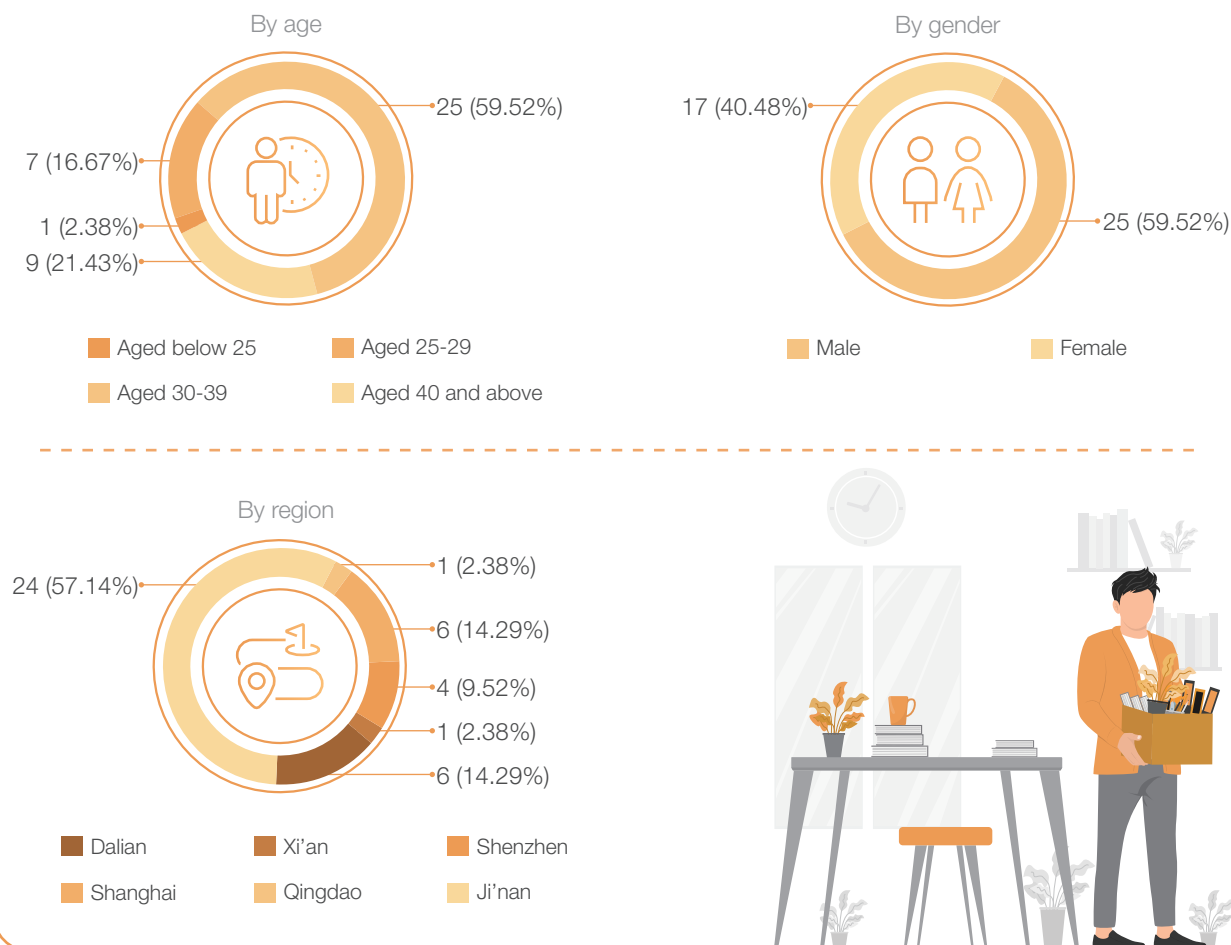 By age
25 (59.52%)
7 (16.67%)
1 (2.38%)
9 (21.43%)
Aged below 25
Aged 25-29
Aged 30-39
Aged 40 and above
By gender
17 (40.48%)
25 (59.52%)
Male
Female
By region
24 (57.14%)
1 (2.38%)
6 (14.29%)
4 (9.52%)
1 (2.38%)
6 (14.29%)
Dalian
Xi’an
Shenzhen
Shanghai
Qingdao
Ji’nan